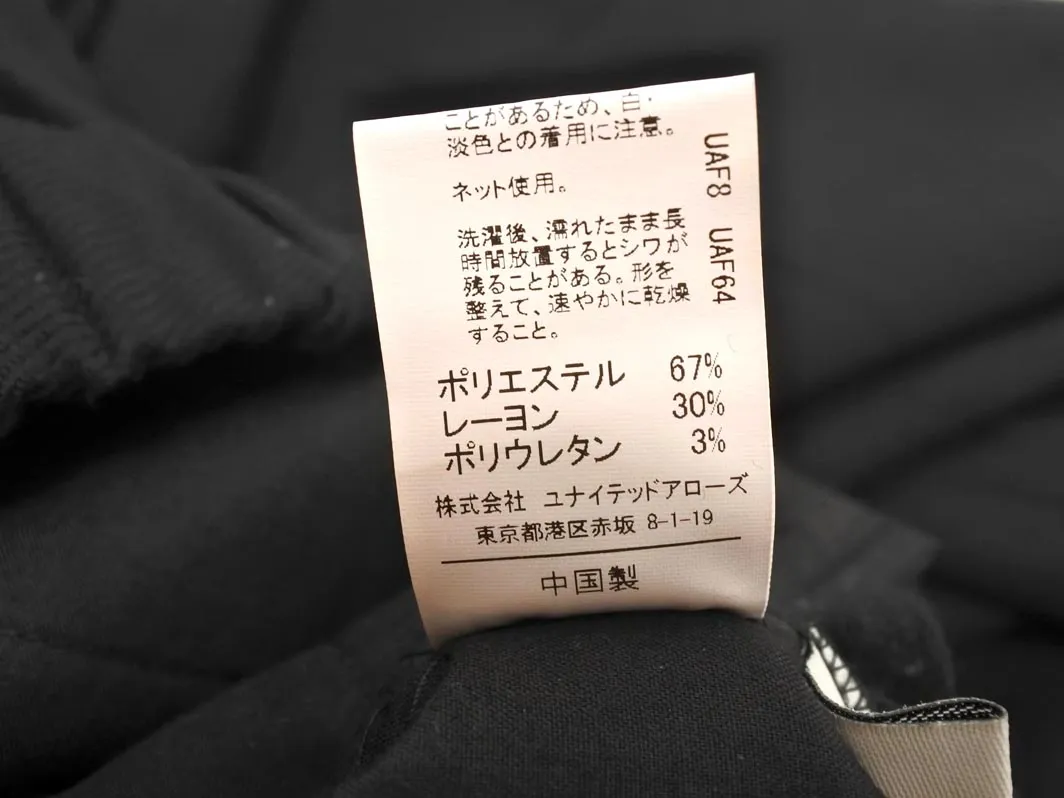 ことがあるため、白・
淡色との着用に注意。
ネット使用。
洗濯後、濡れたまま長
時間放置するとシワが
残ることがある。形を
整えて、速やかに乾燥
すること。
UAF8 UAF64
ポリエステル 67%
レーヨン 30%
ポリウレタン 3%
株式会社 ユナイテッドアローズ
東京都港区赤坂 8-1-19
中国製